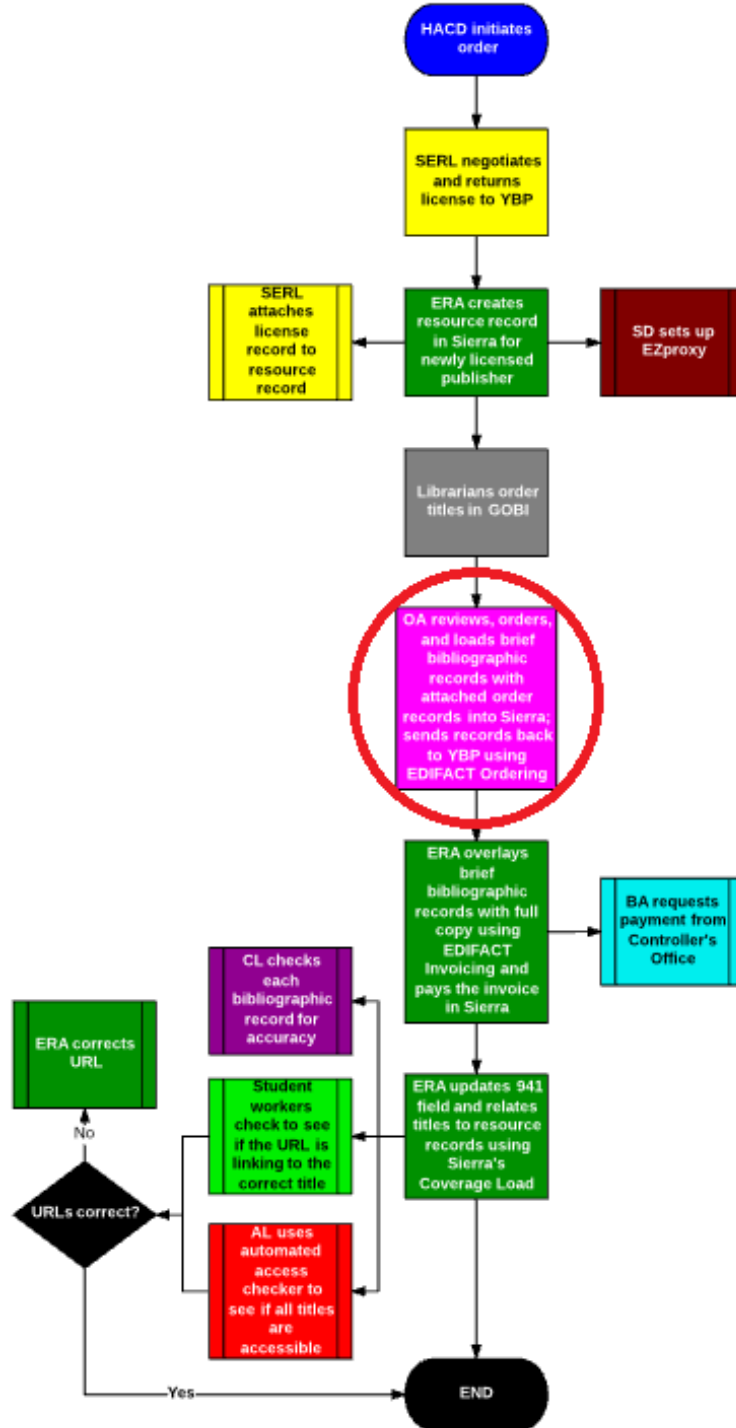 HACD initiates
order
SERL negotiates
and returns
license to YBP
SERL
attaches
license
record to
resource
record
ERA creates
resource record
in Sierra for
newly licensed
publisher
SD sets up
EZproxy
Librarians order
titles in GOBI
OA reviews, orders,
and loads brief
bibliographic
records with
attached order
records into Sierra;
sends records back
to YBP using
EDIFACT Ordering
ERA overlays
brief
bibliographic
records with full
copy using
EDIFACT
Invoicing and
pays the invoice
in Sierra
BA requests
payment from
Controller's
Office
CL checks
each
bibliographic
record for
accuracy
ERA corrects
URL
No
Student
workers
check to see
if the URL is
linking to the
correct title
ERA updates 941
field and relates
titles to resource
records using
Sierra's
Coverage Load
URLs correct?
AL uses
automated
access
checker to
see if all titles
are
accessible
Yes
END